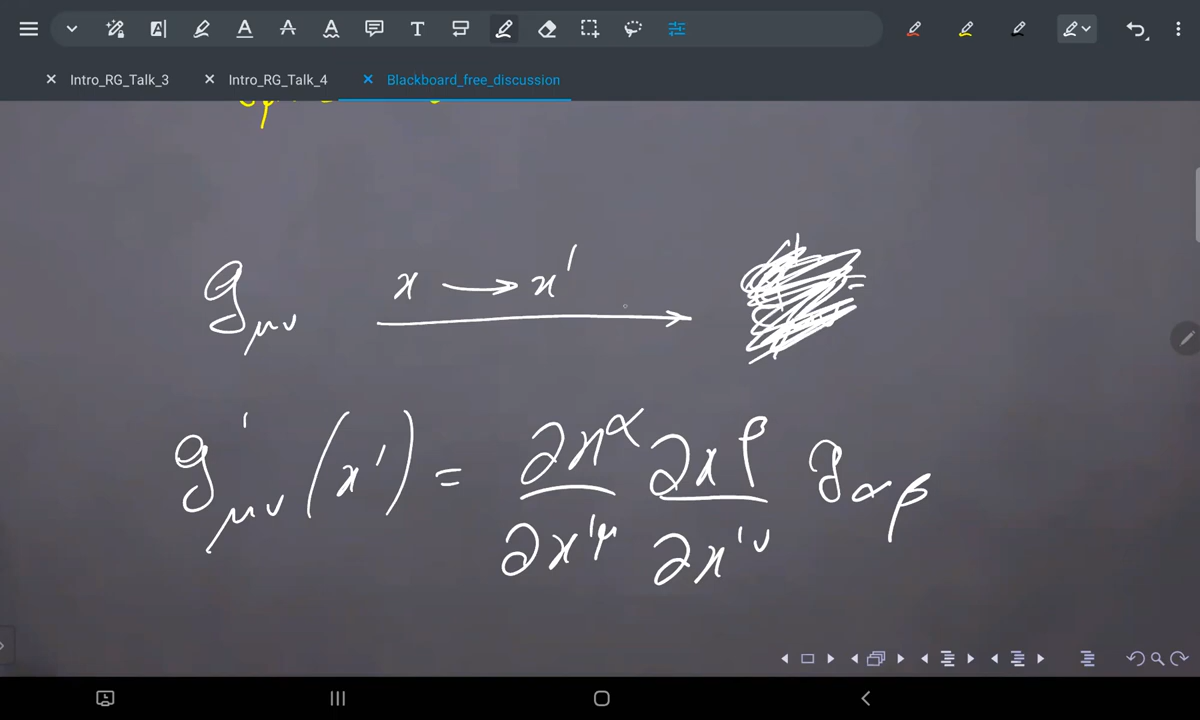 Intro_RG_Talk_3 Intro_RG_Talk_4 Blackboard_free_discussion
g_μν x → x'
g'_μν (x') = ∂x^α/∂x'^μ ∂x^β/∂x'^ν g_αβ